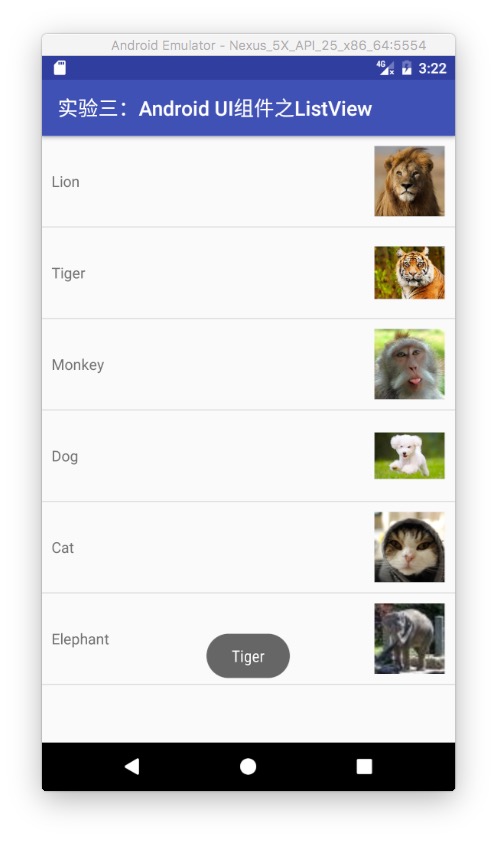 Android Emulator - Nexus_5X_API_25_x86_64:5554
4G 3:22
实验三：Android UI组件之ListView
Lion
Tiger
Monkey
Dog
Cat
Elephant
Tiger